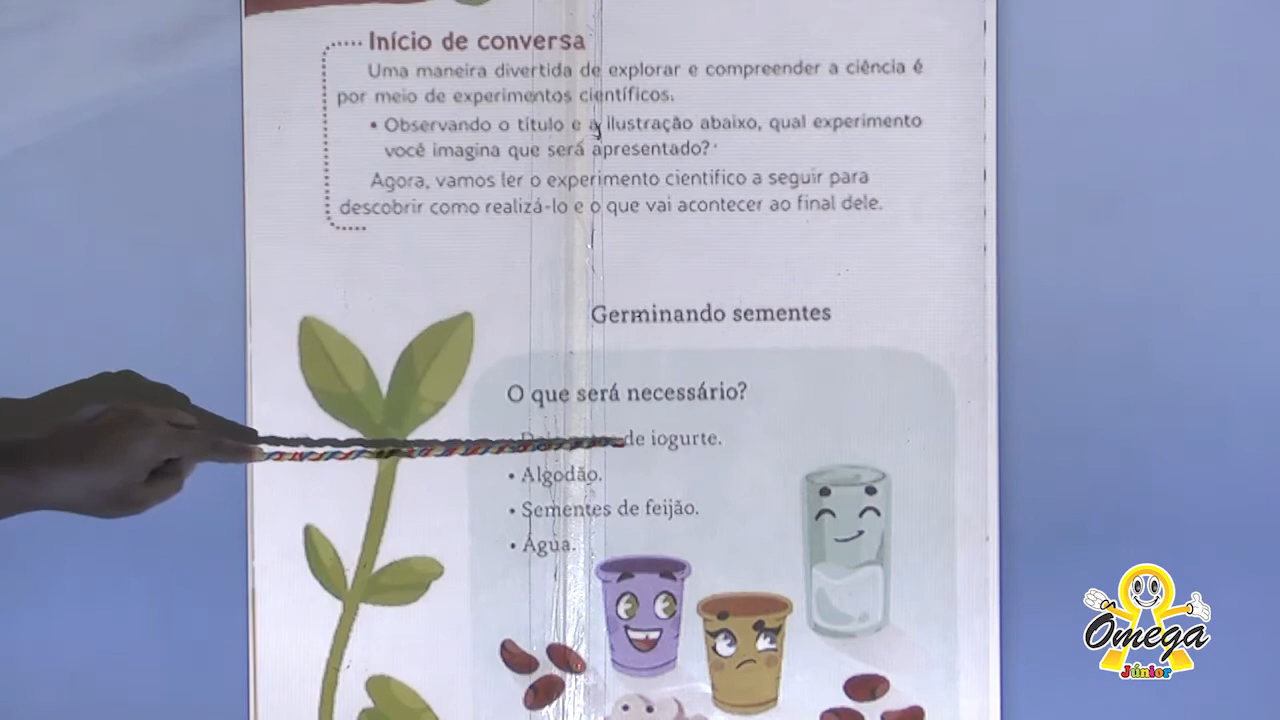 Início de conversa
Uma maneira divertida de explorar e compreender a ciência é
por meio de experimentos científicos.
• Observando o título e a ilustração abaixo, qual experimento
você imagina que será apresentado?
Agora, vamos ler o experimento científico a seguir para
descobrir como realizá-lo e o que vai acontecer ao final dele.
Germinando sementes
O que será necessário?
de iogurte.
• Algodão.
• Sementes de feijão.
• Água.
Ômega
Júnior